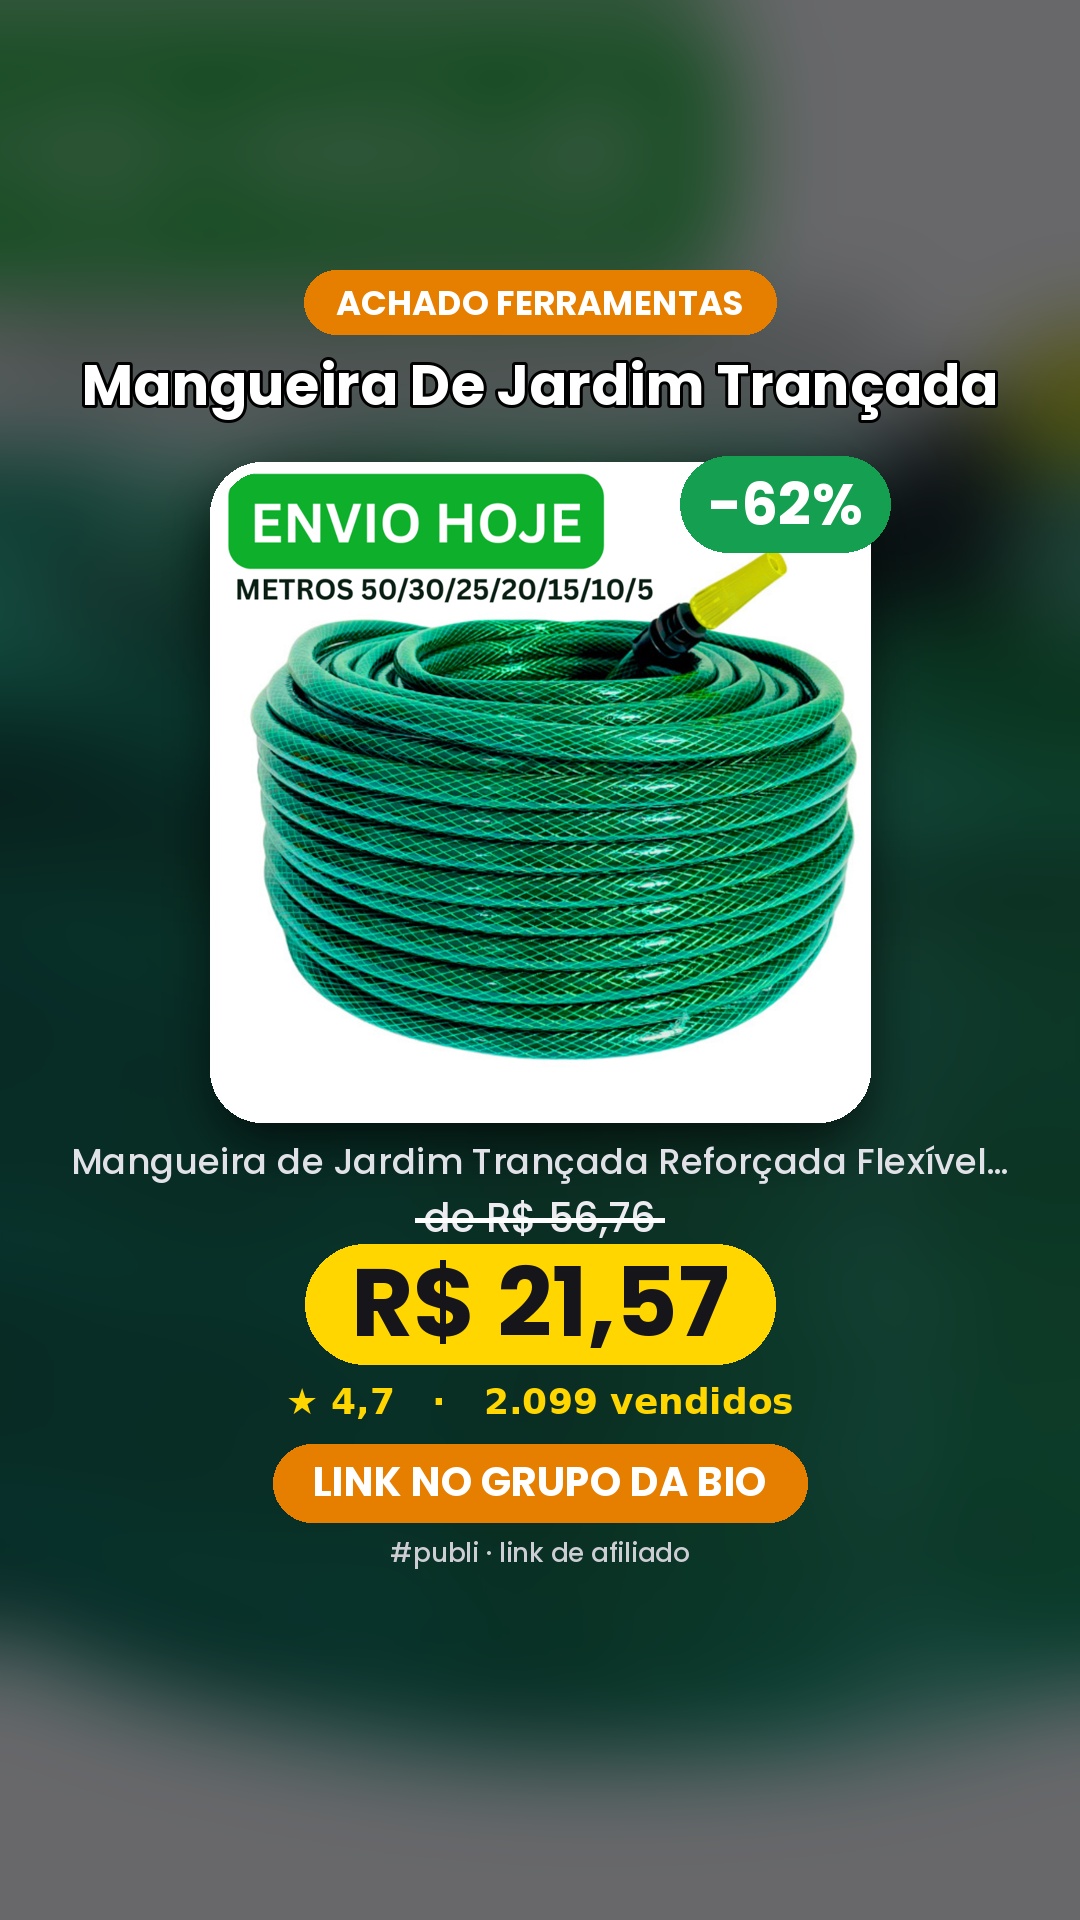 ACHADO FERRAMENTAS
Mangueira De Jardim Trançada
-62%
ENVIO HOJE
METROS 50/30/25/20/15/10/5
Mangueira de Jardim Trançada Reforçada Flexível...
de R$ 56,76
R$ 21,57
★ 4,7 · 2.099 vendidos
LINK NO GRUPO DA BIO
#publi · link de afiliado